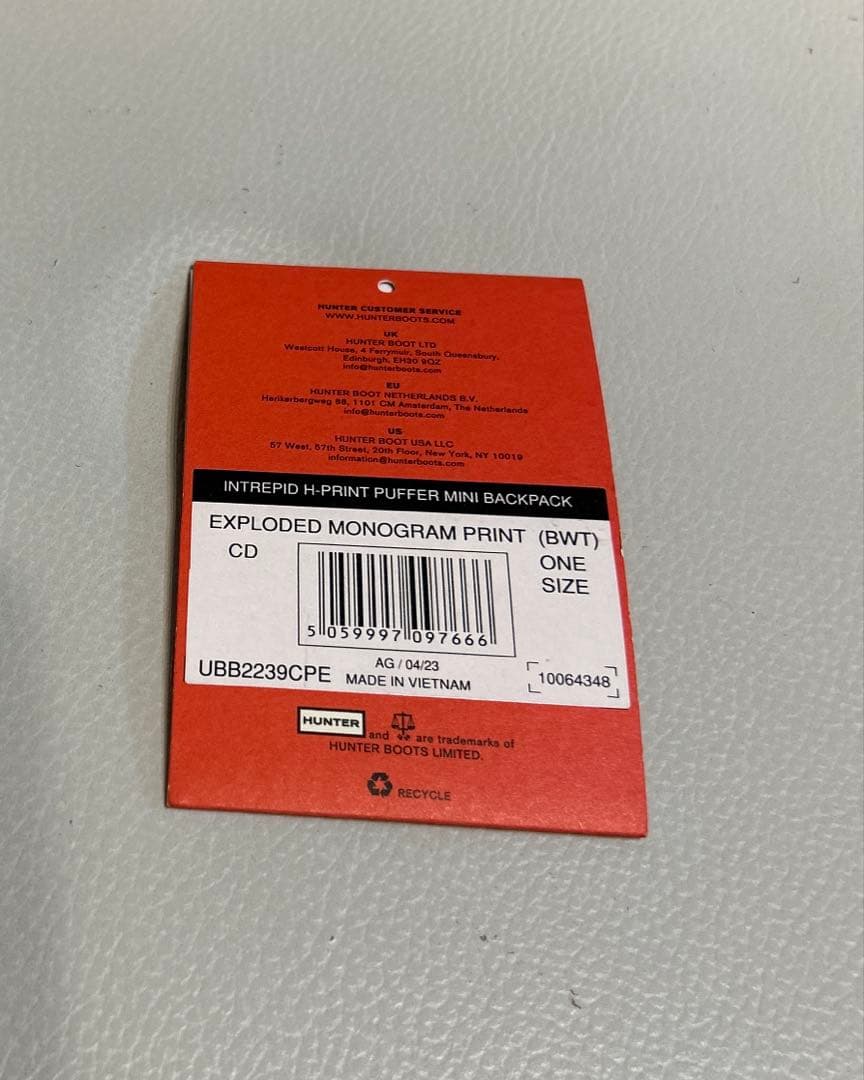 HUNTER CUSTOMER SERVICE
WWW.HUNTERBOOTS.COM
UK
HUNTER BOOT LTD
Westcott House, 4 Ferrymuir, South Queensbury,
Edinburgh, EH30 9QZ
info@hunterboots.com
EU
HUNTER BOOT NETHERLANDS B.V.
Herikerbergweg 88, 1101 CM Amsterdam, The Netherlands
info@hunterboots.com
US
HUNTER BOOT USA LLC
57 West, 57th Street, 20th Floor, New York, NY 10019
information@hunterboots.com
INTREPID H-PRINT PUFFER MINI BACKPACK
EXPLODED MONOGRAM PRINT (BWT)
CD
ONE
SIZE
5 059997 097666
UBB2239CPE
AG / 04/23
MADE IN VIETNAM
10064348
HUNTER and are trademarks of
HUNTER BOOTS LIMITED.
RECYCLE